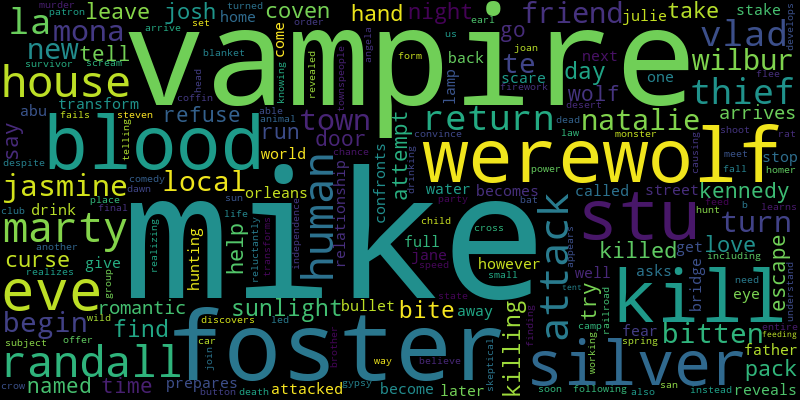 murder
patron
set
turned
order
earl
leave
josh
home
coven
hand
night
friend
julie
take
stake
crow
la
mona
arrive
blanket
come
angela
us
joan
go
vlad
develops
new
tell
vampire
back
firework
te
next
wilbur
survivor
scream
coffin
head
knowing
revealed
form
townspeople
lamp
scare
day
one
flee
house
transform
steven
able
animal
wolf
desert
thief
abu
fails
refuse
town
return
dead
law
monster
shoot
arrives
say
telling
blood
run
door
rat
attempt
natalie
causing
meet
fall
stop
despite
comedy
dawn
world
chance
convince
drinking
werewolf
power
homer
jasmine
local
human
relationship
confronts
water
becomes
called
street
kennedy
drink
place
final
sun
orleans
party
bat
b
feed
hunt
learns
club
life
independence
child
cross
attack
stu
turn
marty
another
realizing
hunting
help
reluctantly
transforms
mike
full
jane
speed
however
small
appears
killed
bridge
get
love
including
understand
escape
curse
realizes
give
group
try
well
asks
need
eve
wild
romantic
sunlight
bullet
bite
away
state
killing
finding
tent
railroad
fear
kill
eye
entire
begin
subject
offer
find
discovers
led
brother
way
believe
skeptical
camp
working
spring
bitten
feeding
father
randall
car
join
foster
silver
to
pack
named
time
prepares
button
attacked
death
gypsy
become
later
soon
following
also
san
instead
reveals